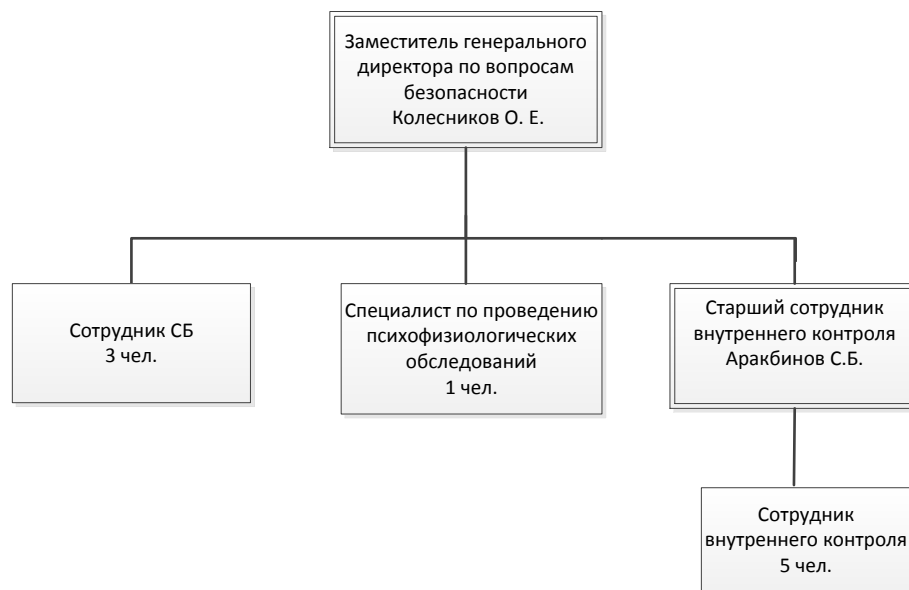 Заместитель генерального
директора по вопросам
безопасности
Колесников О. Е.
Сотрудник СБ
3 чел.
Специалист по проведению
психофизиологических
обследований
1 чел.
Старший сотрудник
внутреннего контроля
Аракбинов С.Б.
Сотрудник
внутреннего контроля
5 чел.